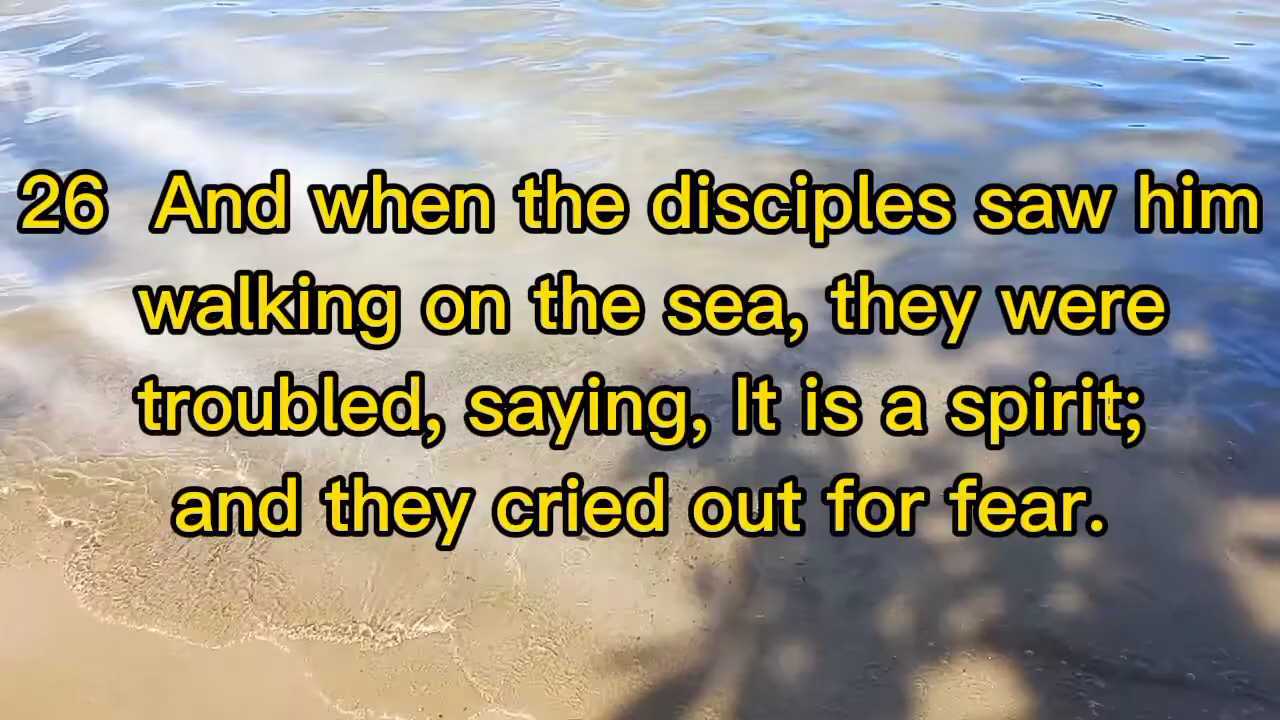 26 And when the disciples saw him
walking on the sea, they were
troubled, saying, It is a spirit;
and they cried out for fear.